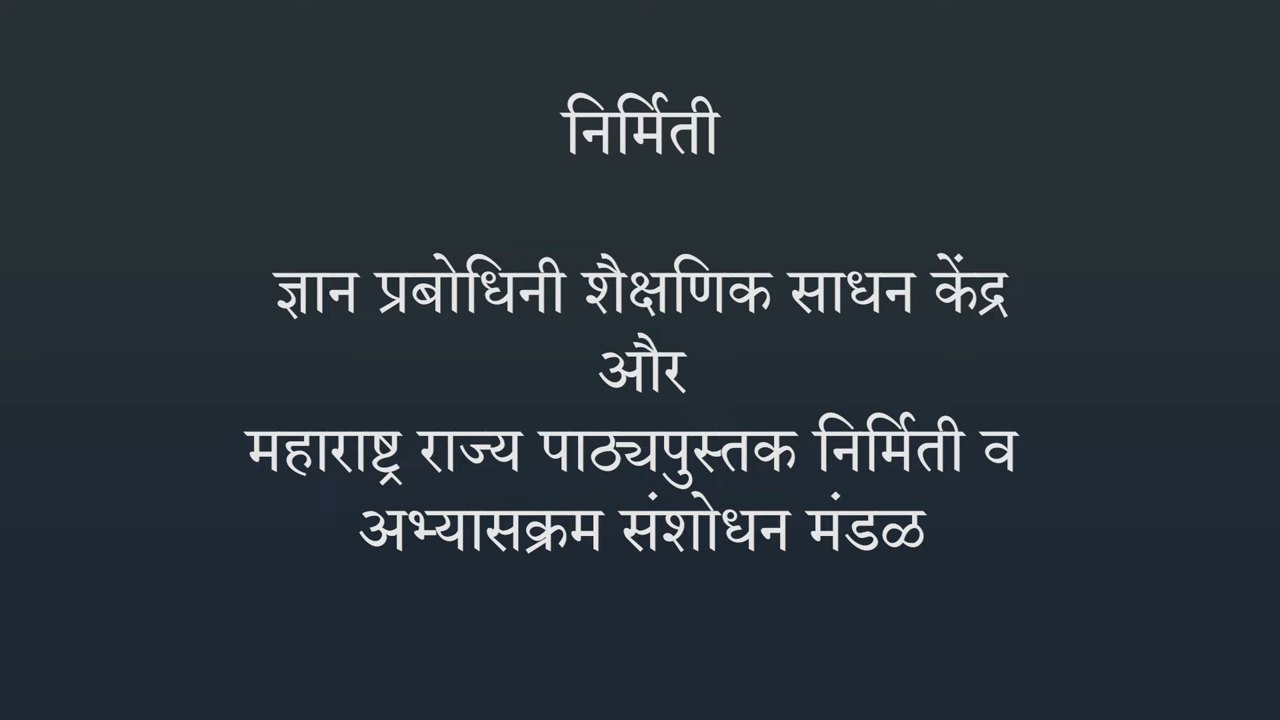 निर्मिती
ज्ञान प्रबोधिनी शैक्षणिक साधन केंद्र
और
महाराष्ट्र राज्य पाठ्यपुस्तक निर्मिती व
अभ्यासक्रम संशोधन मंडळ